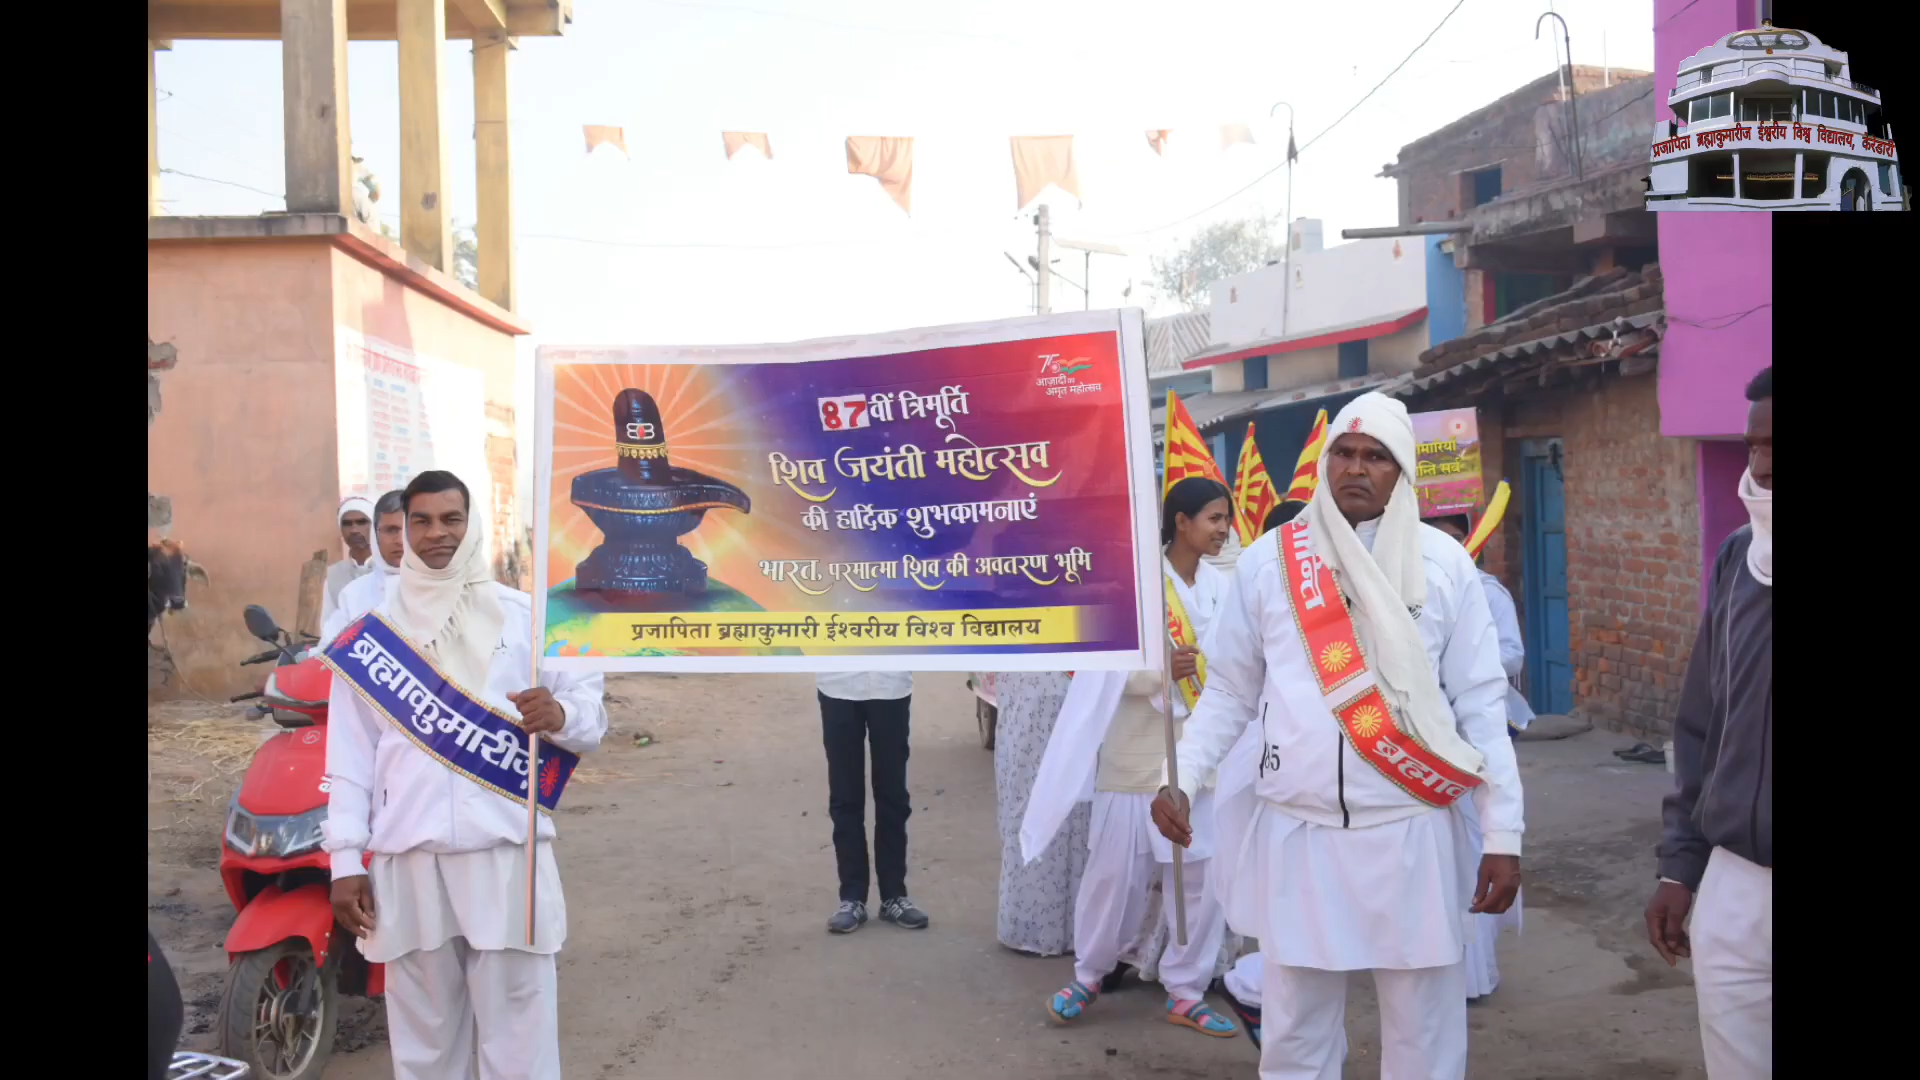 प्रजापिता ब्रह्माकुमारीज ईश्वरीय विश्व विद्यालय, केरेडारी
75
आज़ादी का
अमृत महोत्सव
87वीं त्रिमूर्ति
शिव जयंती महोत्सव
की हार्दिक शुभकामनाएं
भारत, परमात्मा शिव की अवतरण भूमि
प्रजापिता ब्रह्माकुमारी ईश्वरीय विश्व विद्यालय
ब्रह्माकुमारीज़